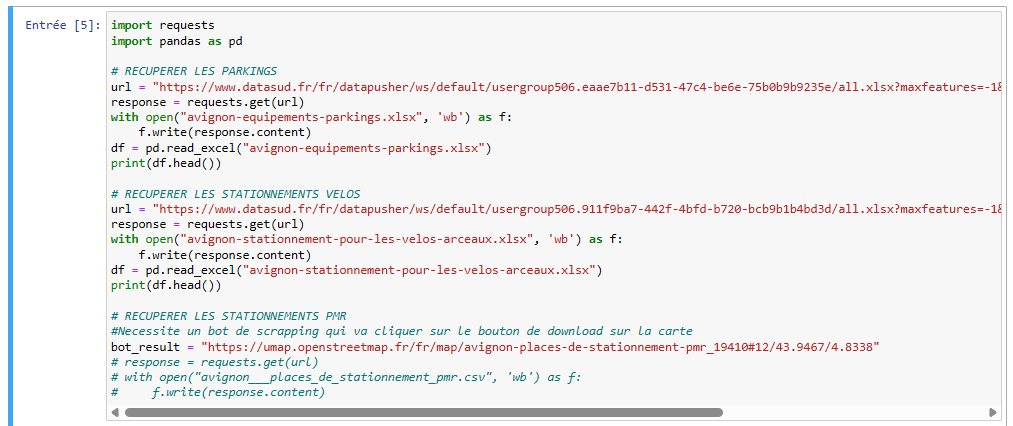 Entrée [5]:
import requests
import pandas as pd
# RECUPERER LES PARKINGS
url = "https://www.datasud.fr/fr/datapusher/ws/default/usergroup506.eaae7b11-d531-47c4-be6e-75b0b9b9235e/all.xlsx?maxfeatures=-1&
response = requests.get(url)
with open("avignon-equipements-parkings.xlsx", 'wb') as f:
    f.write(response.content)
df = pd.read_excel("avignon-equipements-parkings.xlsx")
print(df.head())
# RECUPERER LES STATIONNEMENTS VELOS
url = "https://www.datasud.fr/fr/datapusher/ws/default/usergroup506.911f9ba7-442f-4bfd-b720-bcb9b1b4bd3d/all.xlsx?maxfeatures=-1&
response = requests.get(url)
with open("avignon-stationnement-pour-les-velos-arceaux.xlsx", 'wb') as f:
    f.write(response.content)
df = pd.read_excel("avignon-stationnement-pour-les-velos-arceaux.xlsx")
print(df.head())
# RECUPERER LES STATIONNEMENTS PMR
#Necessite un bot de scrapping qui va cliquer sur le bouton de download sur la carte
bot_result = "https://umap.openstreetmap.fr/fr/map/avignon-places-de-stationnement-pmr_19410#12/43.9467/4.8338"
# response = requests.get(url)
# with open("avignon___places_de_stationnement_pmr.csv", 'wb') as f:
#     f.write(response.content)